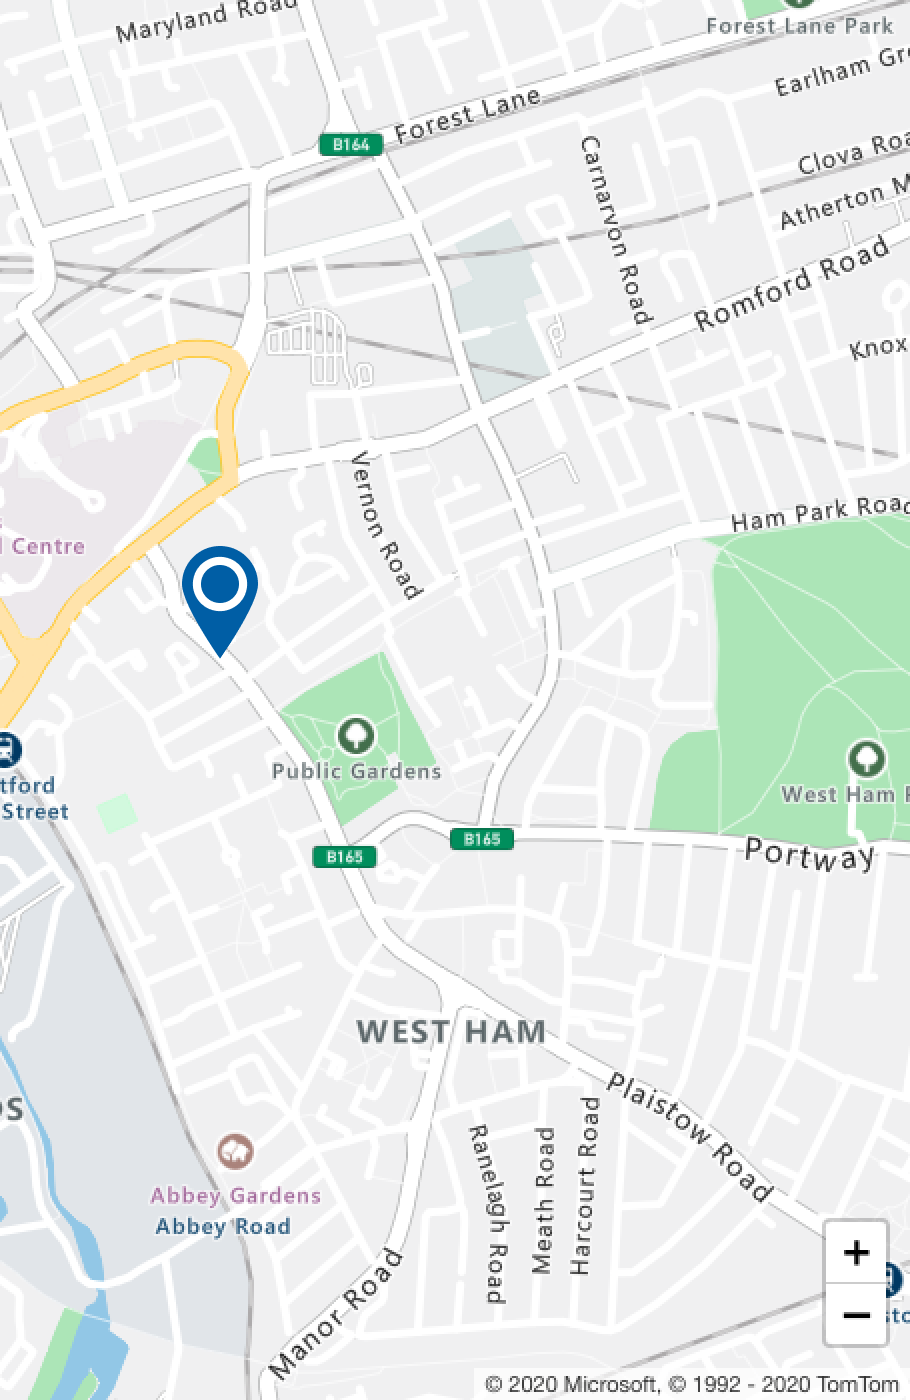 Maryland Road
Forest Lane Park
Earlham Gr
Forest Lane
B164
Carnarvon Road
Clova Roa
Atherton M
Romford Road
Knox
Vernon Road
Ham Park Road
l Centre
Public Gardens
tford
Street
West Ham P
B165
B165
Portway
WEST HAM
Plaistow Road
DS
Ranelagh Road
Meath Road
Harcourt Road
Abbey Gardens
Abbey Road
Manor Road
+
−
sto
© 2020 Microsoft, © 1992 - 2020 TomTom